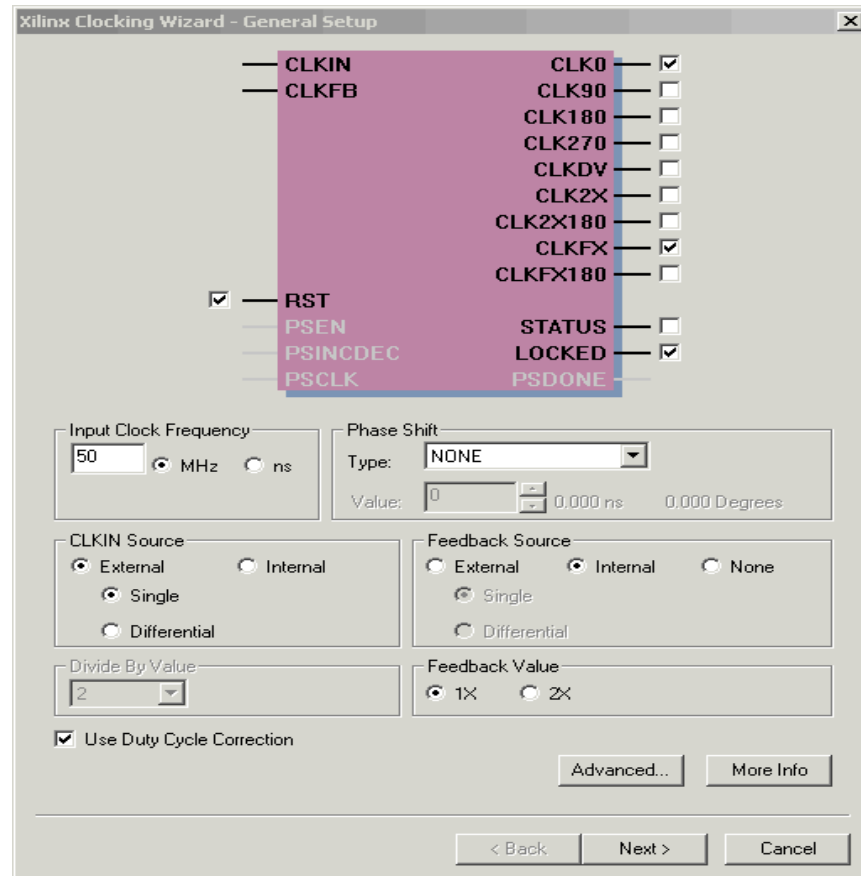 Xilinx Clocking Wizard - General Setup
CLKIN CLK0
CLKFB CLK90
CLK180
CLK270
CLKDV
CLK2X
CLK2X180
CLKFX
CLKFX180
RST
PSEN STATUS
PSINCDEC LOCKED
PSCLK PSDONE
Input Clock Frequency
50 MHz ns
Phase Shift
Type: NONE
Value: 0 0.000 ns 0.000 Degrees
CLKIN Source
External Internal
Single
Differential
Feedback Source
External Internal None
Single
Differential
Divide By Value
2
Feedback Value
1X 2X
Use Duty Cycle Correction
Advanced... More Info
< Back Next > Cancel